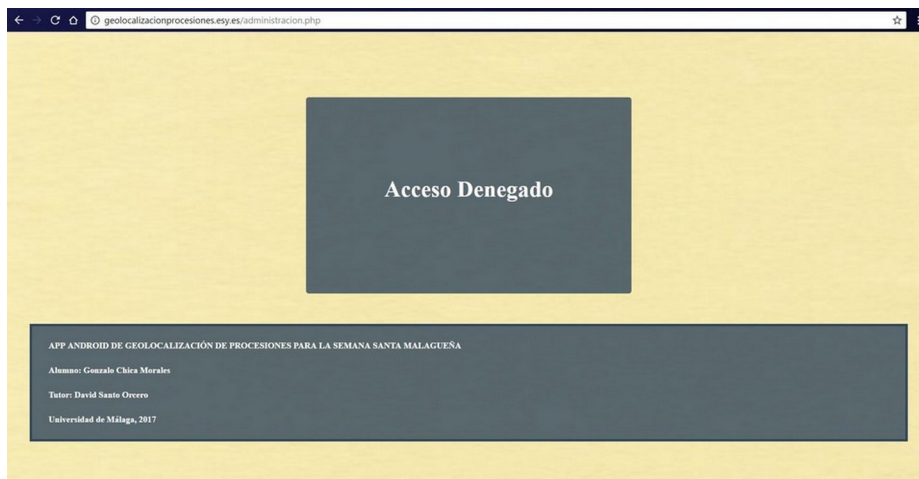 geolocalizacionprocesiones.esy.es/administracion.php
Acceso Denegado
APP ANDROID DE GEOLOCALIZACIÓN DE PROCESIONES PARA LA SEMANA SANTA MALAGUEÑA
Alumno: Gonzalo Chica Morales
Tutor: David Santo Orcero
Universidad de Málaga, 2017